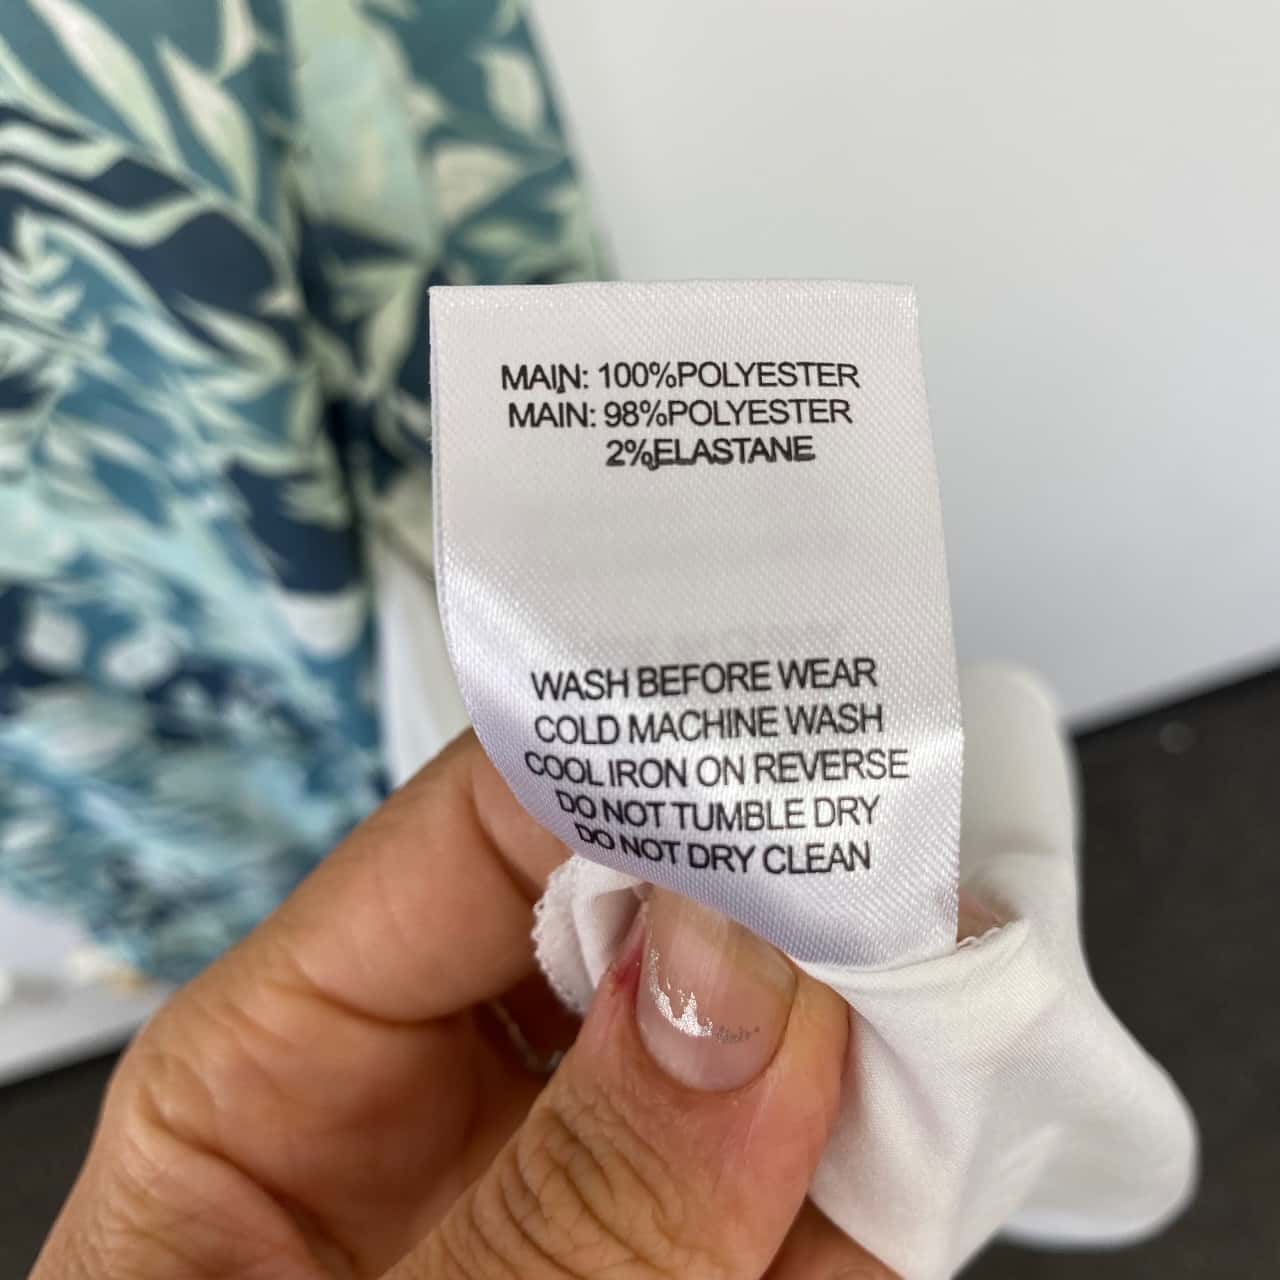 MAIN: 100%POLYESTER
MAIN: 98%POLYESTER
2%ELASTANE
WASH BEFORE WEAR
COLD MACHINE WASH
COOL IRON ON REVERSE
DO NOT TUMBLE DRY
DO NOT DRY CLEAN